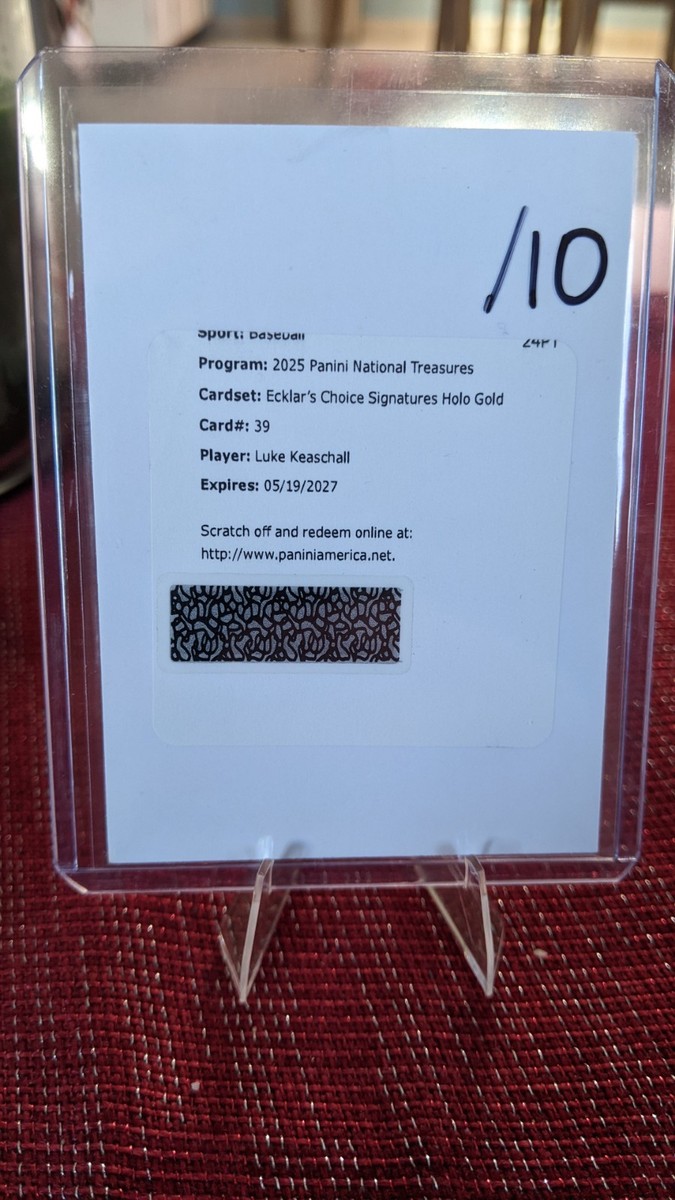 /10
Sport: Baseball
24PT
Program: 2025 Panini National Treasures
Cardset: Ecklar's Choice Signatures Holo Gold
Card#: 39
Player: Luke Keaschall
Expires: 05/19/2027
Scratch off and redeem online at:
http://www.paniniamerica.net.